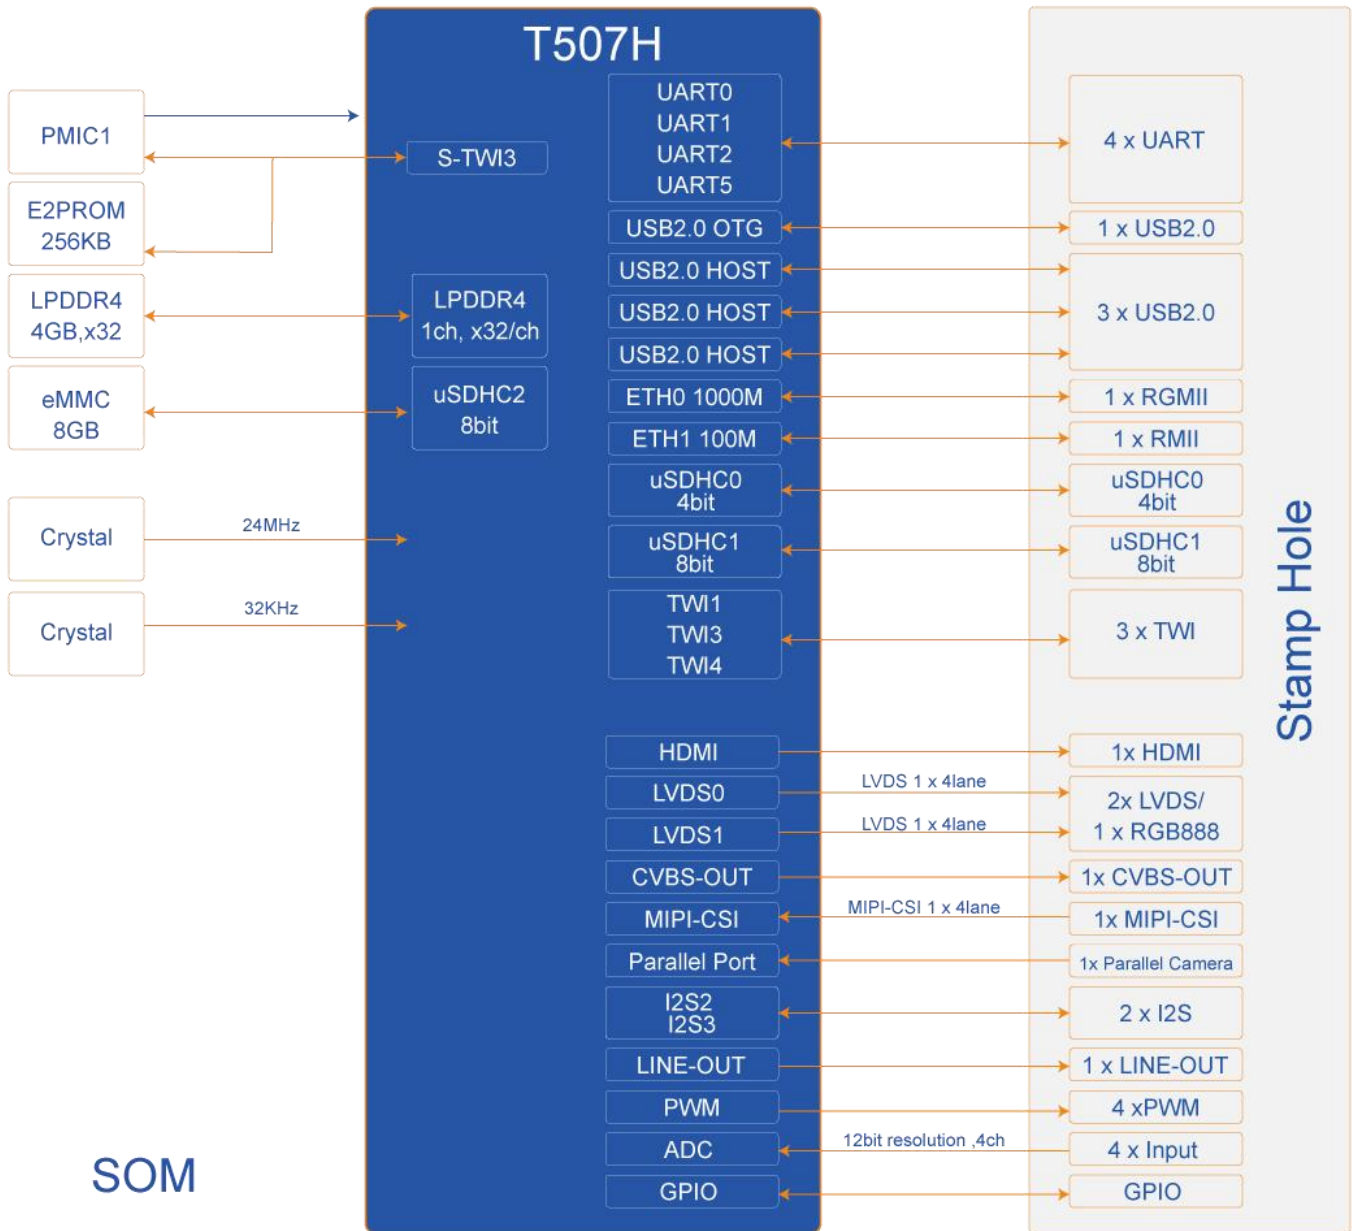 T507H
PMIC1
E2PROM
256KB
LPDDR4
4GB,x32
eMMC
8GB
Crystal
24MHz
Crystal
32KHz
S-TWI3
LPDDR4
1ch, x32/ch
uSDHC2
8bit
UART0
UART1
UART2
UART5
4 x UART
USB2.0 OTG
1 x USB2.0
USB2.0 HOST
USB2.0 HOST
USB2.0 HOST
3 x USB2.0
ETH0 1000M
1 x RGMII
ETH1 100M
1 x RMII
uSDHC0
4bit
uSDHC0
4bit
uSDHC1
8bit
uSDHC1
8bit
TWI1
TWI3
TWI4
3 x TWI
HDMI
1x HDMI
LVDS0
LVDS 1 x 4lane
LVDS1
LVDS 1 x 4lane
2x LVDS/
1 x RGB888
CVBS-OUT
1x CVBS-OUT
MIPI-CSI
MIPI-CSI 1 x 4lane
1x MIPI-CSI
Parallel Port
1x Parallel Camera
I2S2
I2S3
2 x I2S
LINE-OUT
1 x LINE-OUT
PWM
4 xPWM
ADC
12bit resolution ,4ch
4 x Input
GPIO
GPIO
Stamp Hole
SOM